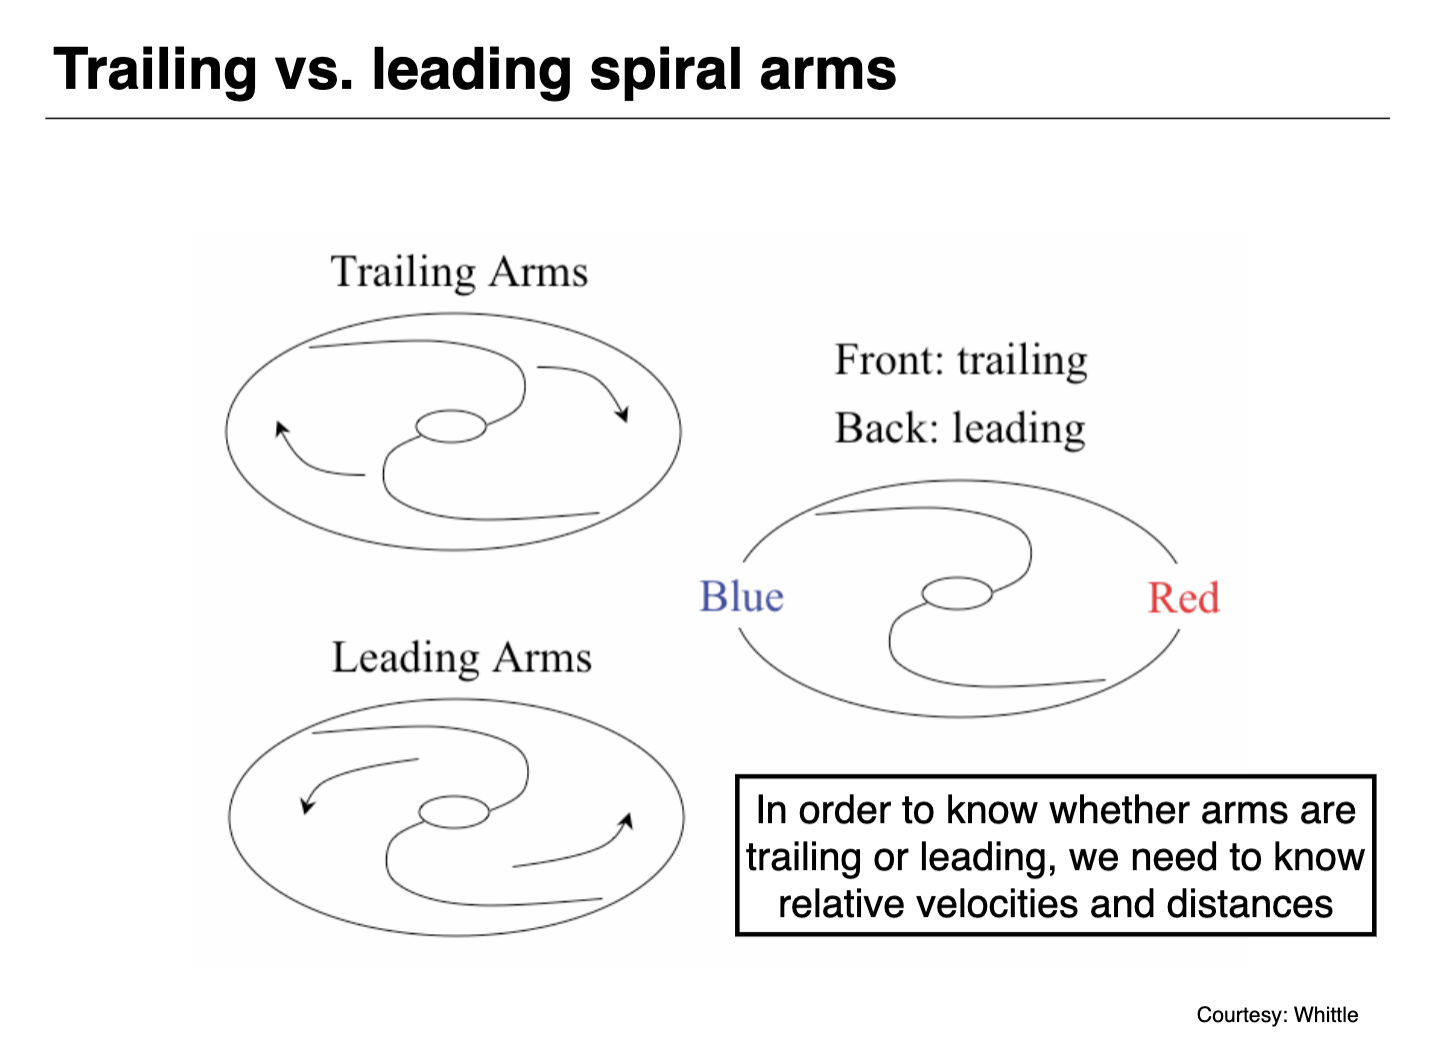 Trailing vs. leading spiral arms
Trailing Arms
Front: trailing
Back: leading
Blue
Red
Leading Arms
In order to know whether arms are
trailing or leading, we need to know
relative velocities and distances
Courtesy: Whittle